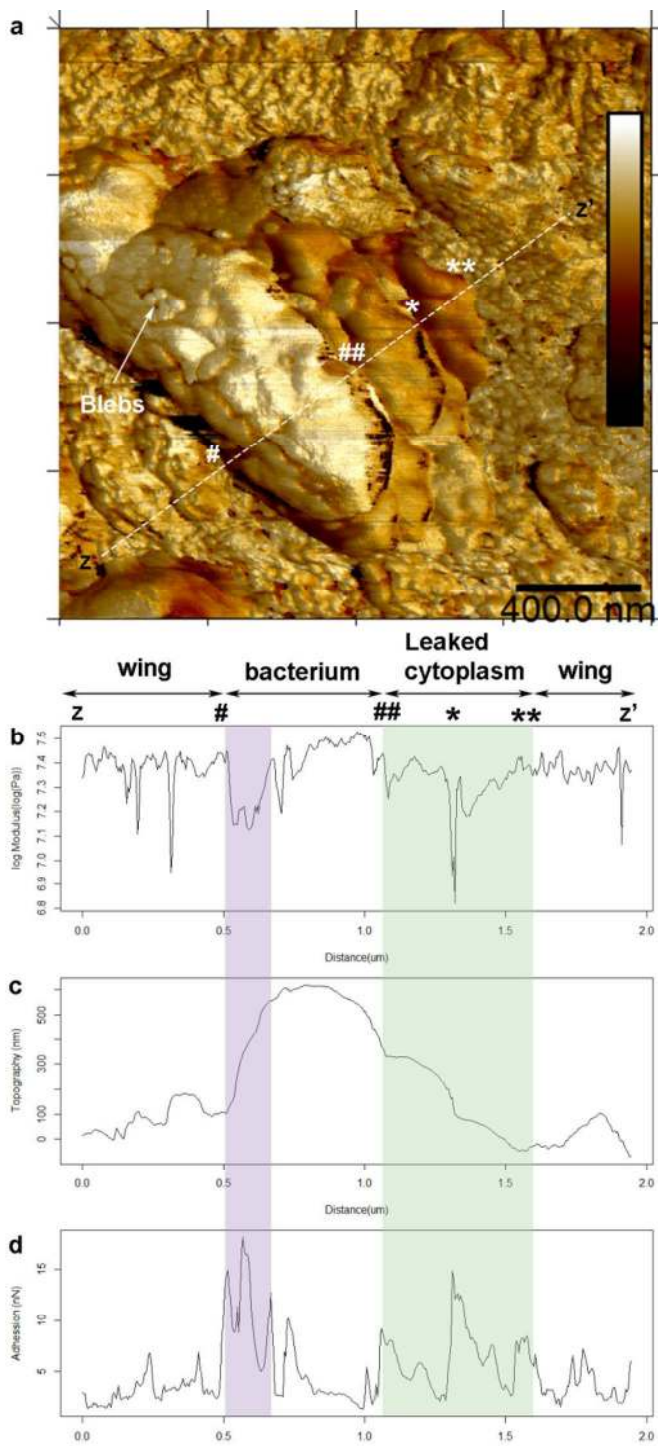 a
z'
**
*
##
Blebs
#
z
400.0 nm
wing bacterium Leaked cytoplasm wing
z # ## * ** z'
b
log Modulus(log(Pa))
7.5
7.4
7.3
7.2
7.1
7.0
6.9
6.8
0.0 0.5 1.0 1.5 2.0
Distance(um)
c
Topography (nm)
500
300
100
0
0.0 0.5 1.0 1.5 2.0
Distance(um)
d
Adhession (nN)
15
10
5
0.0 0.5 1.0 1.5 2.0
Distance(um)